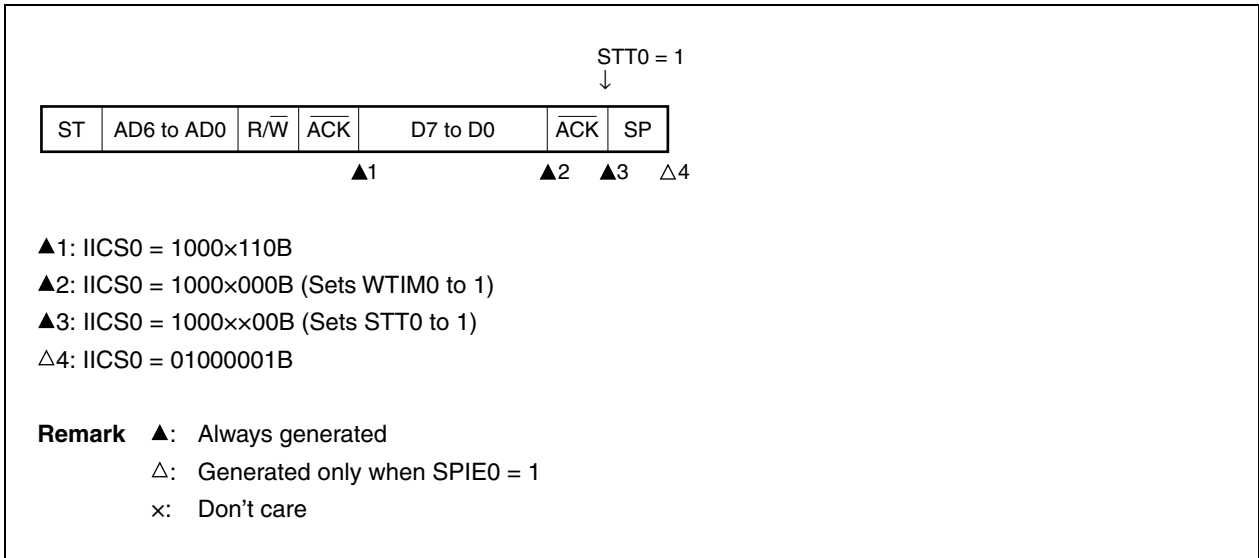 STT0 = 1
↓
ST AD6 to AD0 R/W̅ A̅C̅K̅ D7 to D0 A̅C̅K̅ SP
▲1 ▲2 ▲3 △4
▲1: IICS0 = 1000×110B
▲2: IICS0 = 1000×000B (Sets WTIM0 to 1)
▲3: IICS0 = 1000××00B (Sets STT0 to 1)
△4: IICS0 = 01000001B
Remark ▲: Always generated
△: Generated only when SPIE0 = 1
×: Don't care